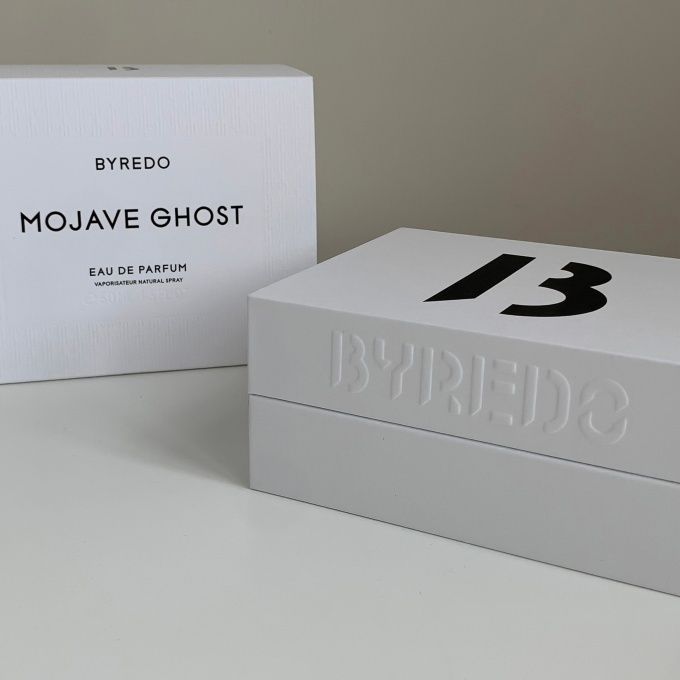 B
BYREDO
MOJAVE GHOST
EAU DE PARFUM
VAPORISATEUR NATURAL SPRAY
B
BYREDO